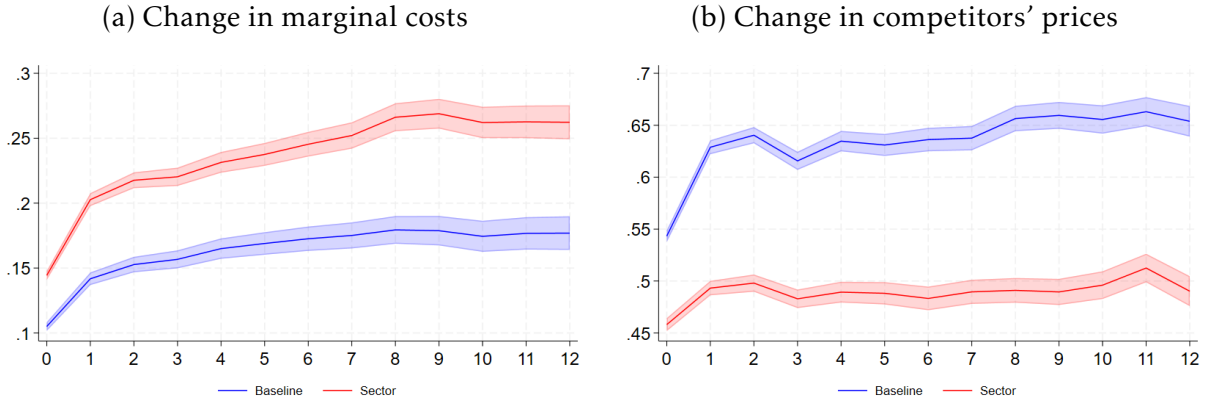 (a) Change in marginal costs
.3
.25
.2
.15
.1
0 1 2 3 4 5 6 7 8 9 10 11 12
Baseline Sector
(b) Change in competitors’ prices
.7
.65
.6
.55
.5
.45
0 1 2 3 4 5 6 7 8 9 10 11 12
Baseline Sector